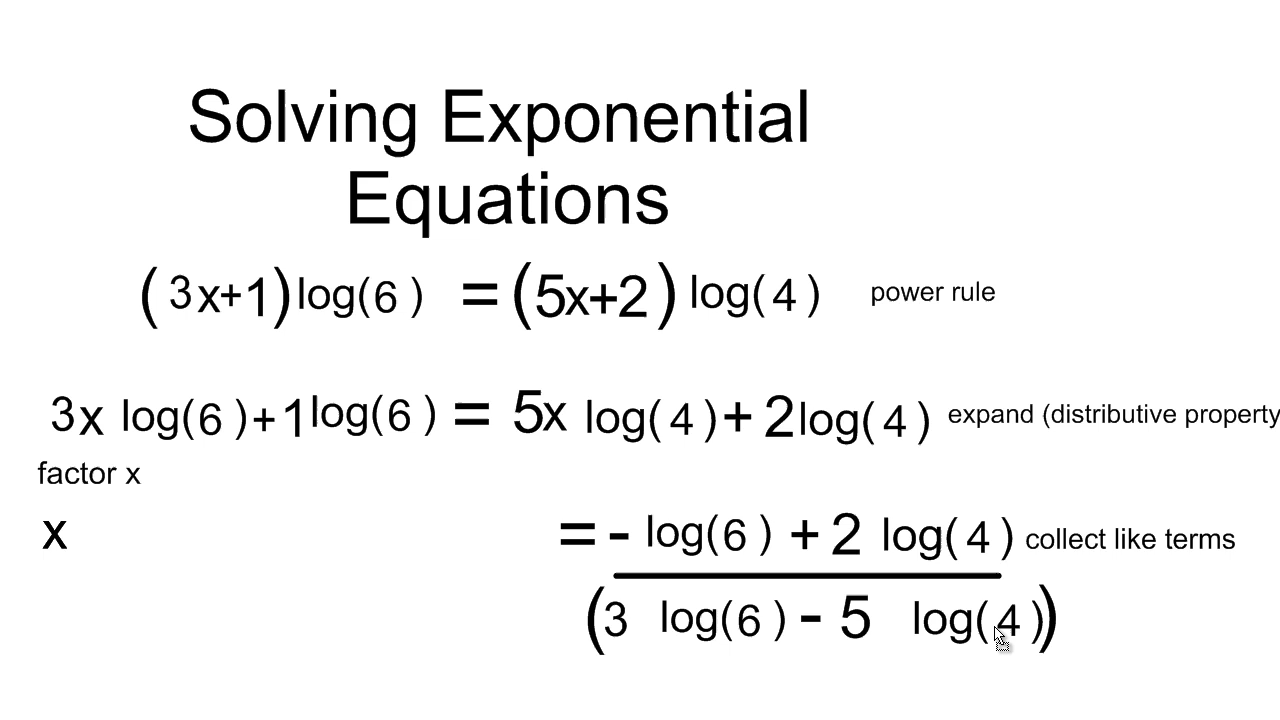 Solving Exponential
Equations
(3x+1)log(6) = (5x+2)log(4) power rule
3x log(6)+1log(6) = 5x log(4)+2log(4) expand (distributive property
factor x
x = - log(6) + 2 log(4) collect like terms
(3 log(6) - 5 log(4))